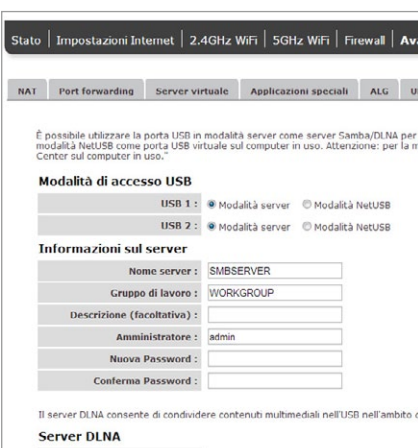 Stato | Impostazioni Internet | 2.4GHz WiFi | 5GHz WiFi | Firewall |
NAT Port forwarding Server virtuale Applicazioni speciali ALG
È possibile utilizzare la porta USB in modalità server come server Samba/DLNA per
modalità NetUSB come porta USB virtuale sul computer in uso. Attenzione: per la
Center sul computer in uso."
Modalità di accesso USB
USB 1 : Modalità server Modalità NetUSB
USB 2 : Modalità server Modalità NetUSB
Informazioni sul server
Nome server : SMBSERVER
Gruppo di lavoro : WORKGROUP
Descrizione (facoltativa) :
Amministratore : admin
Nuova Password :
Conferma Password :
Il server DLNA consente di condividere contenuti multimediali nell'USB nell'ambito
Server DLNA